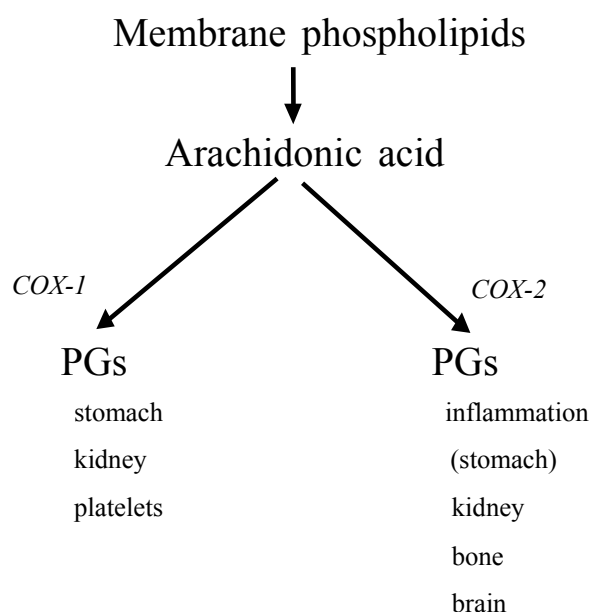 Membrane phospholipids
Arachidonic acid
COX-1
COX-2
PGs
stomach
kidney
platelets
PGs
inflammation
(stomach)
kidney
bone
brain